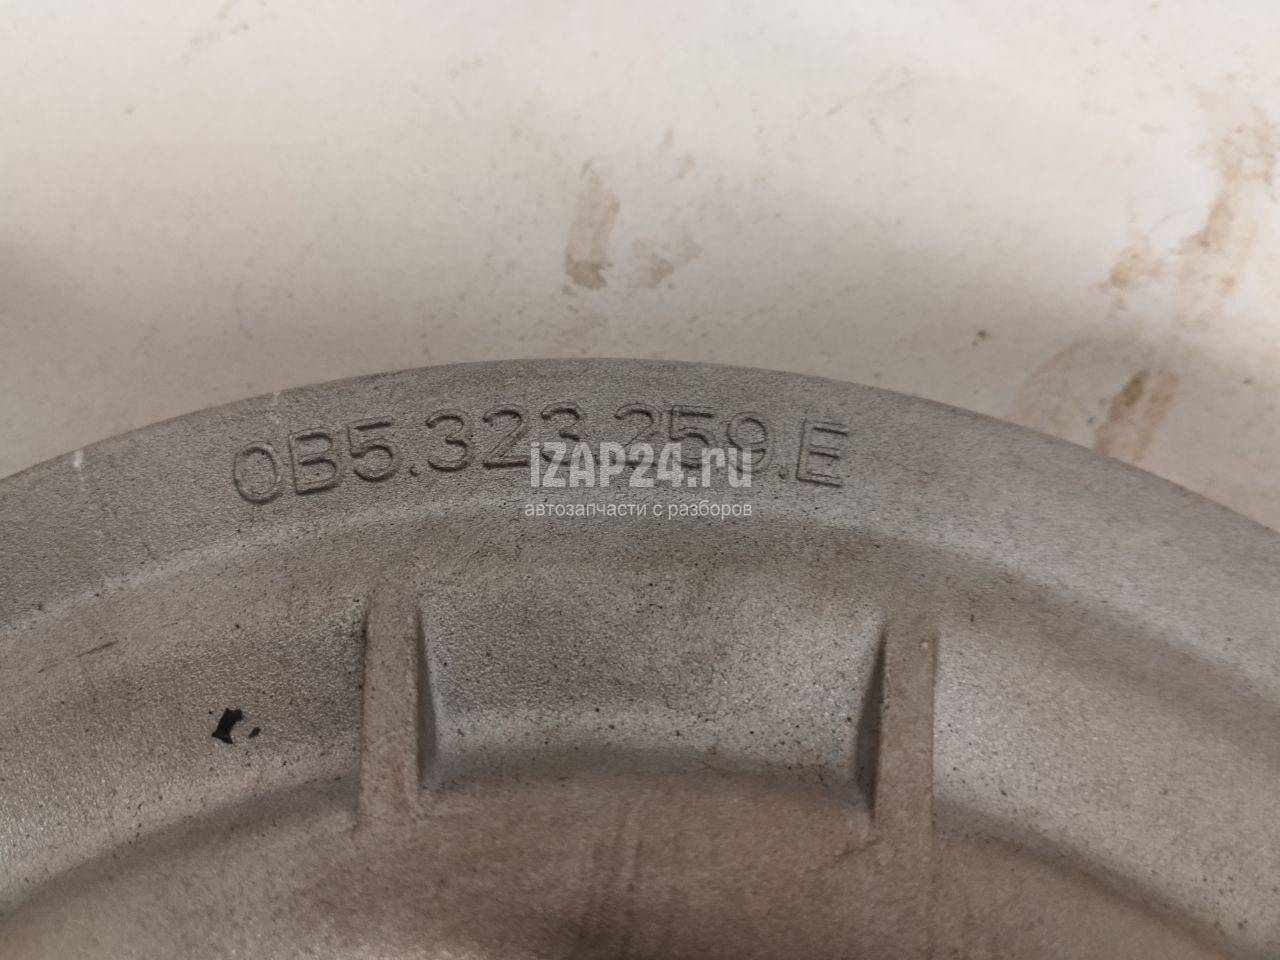 0B5.323.259.E
iZAP24.ru
автозапчасти с разборов